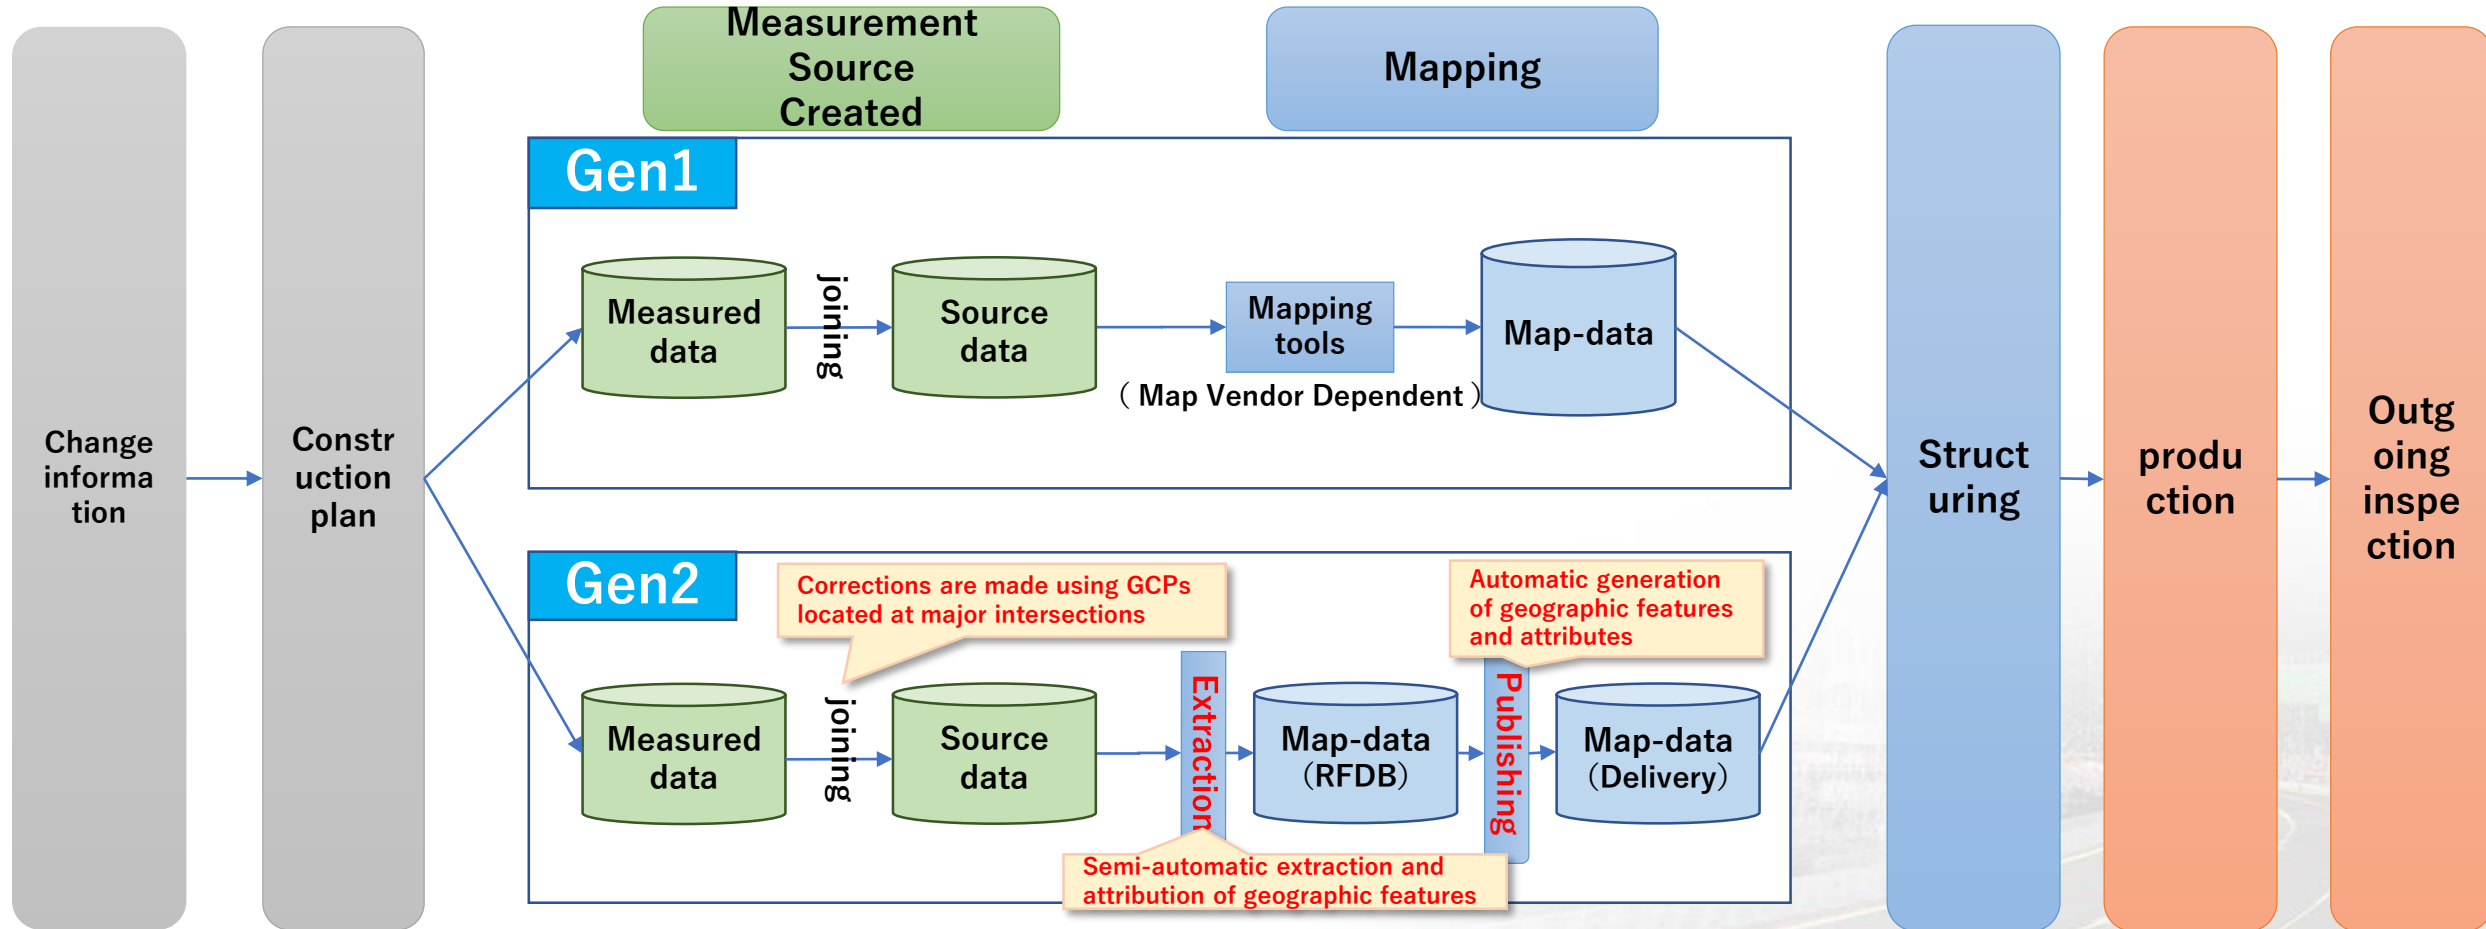 Change
informa
tion
Constr
uction
plan
Measurement
Source
Created
Mapping
Gen1
Measured
data
joining
Source
data
Mapping
tools
（ Map Vendor Dependent ）
Map-data
Gen2
Corrections are made using GCPs
located at major intersections
Automatic generation
of geographic features
and attributes
Measured
data
joining
Source
data
Extraction
Map-data
（RFDB）
Publishing
Map-data
（Delivery）
Semi-automatic extraction and
attribution of geographic features
Struct
uring
produ
ction
Outg
oing
inspe
ction